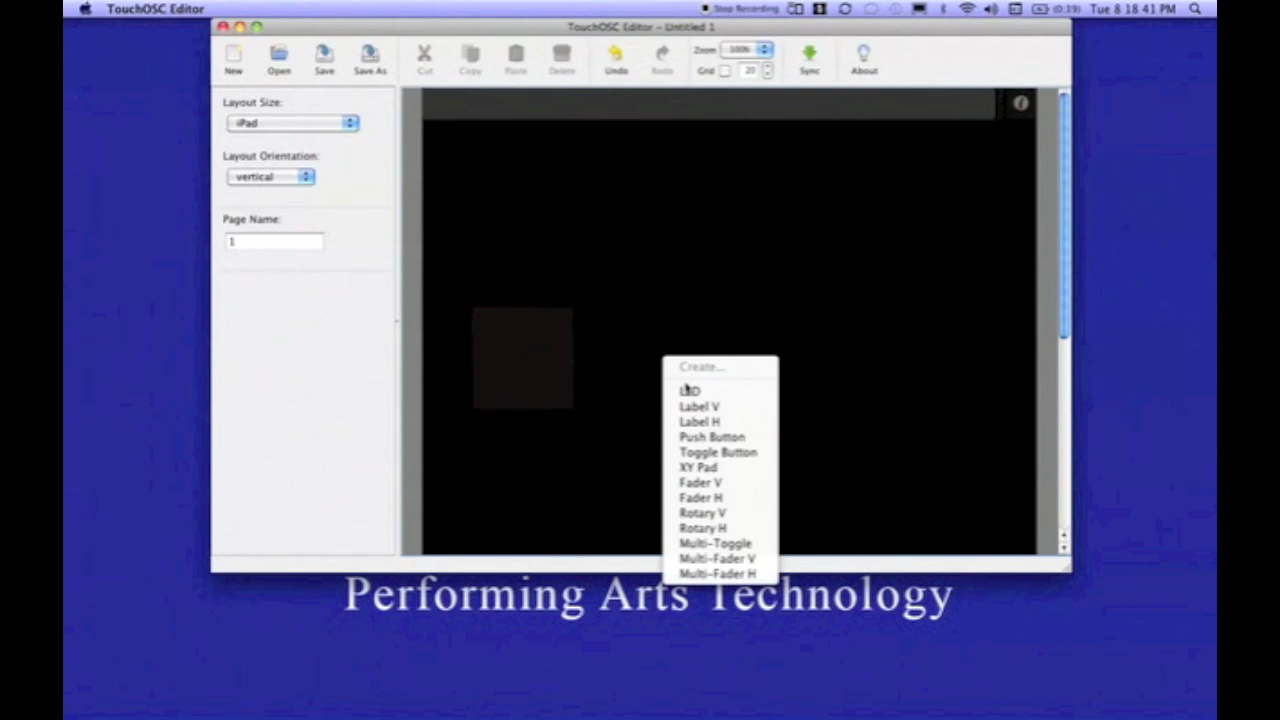 TouchOSC Editor
Stop Recording
(0:39)
Tue 8 18 41 PM
TouchOSC Editor - Untitled 1
New
Open
Save
Save As
Cut
Copy
Paste
Delete
Undo
Redo
Zoom
100%
Grid
20
Sync
About
Layout Size:
iPad
Layout Orientation:
vertical
Page Name:
1
Create...
LED
Label V
Label H
Push Button
Toggle Button
XY Pad
Fader V
Fader H
Rotary V
Rotary H
Multi-Toggle
Multi-Fader V
Multi-Fader H
Performing Arts Technology